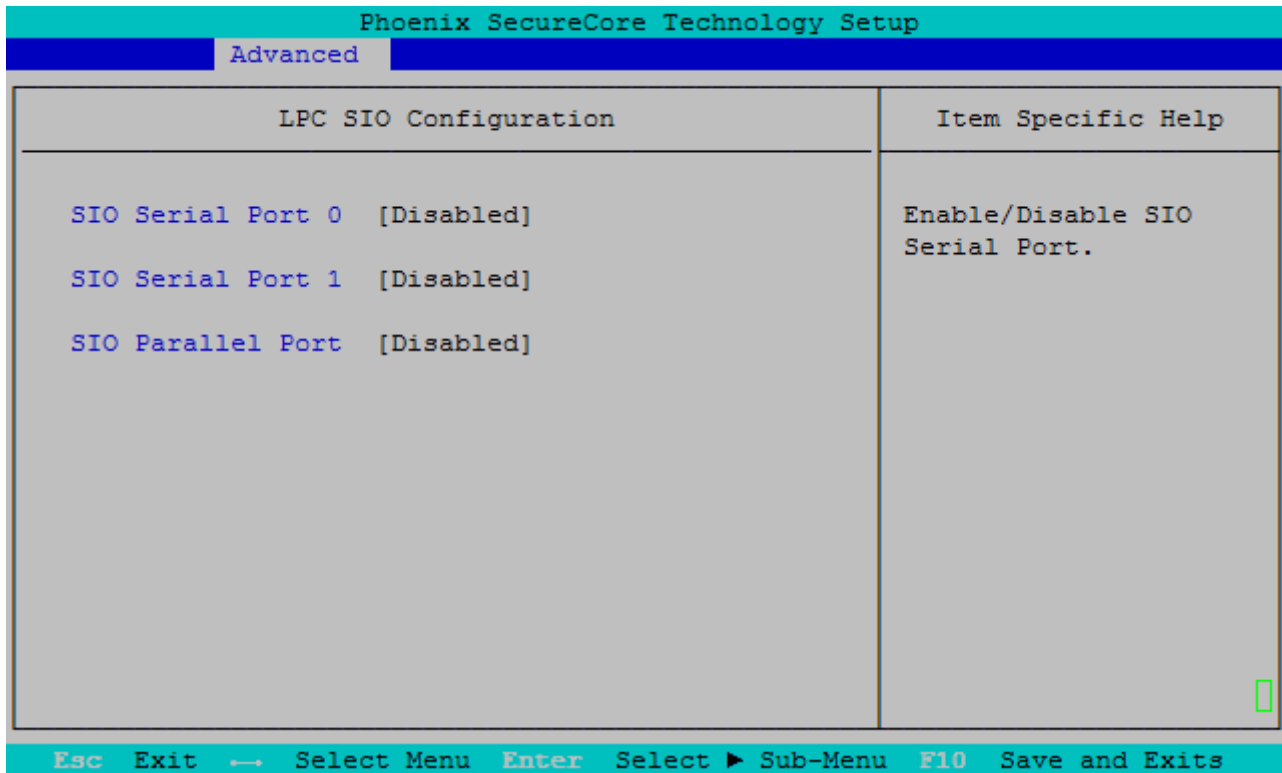 Phoenix SecureCore Technology Setup
Advanced
LPC SIO Configuration
Item Specific Help
SIO Serial Port 0 [Disabled]
SIO Serial Port 1 [Disabled]
SIO Parallel Port [Disabled]
Enable/Disable SIO
Serial Port.
Esc Exit ←→ Select Menu Enter Select ▶ Sub-Menu F10 Save and Exits